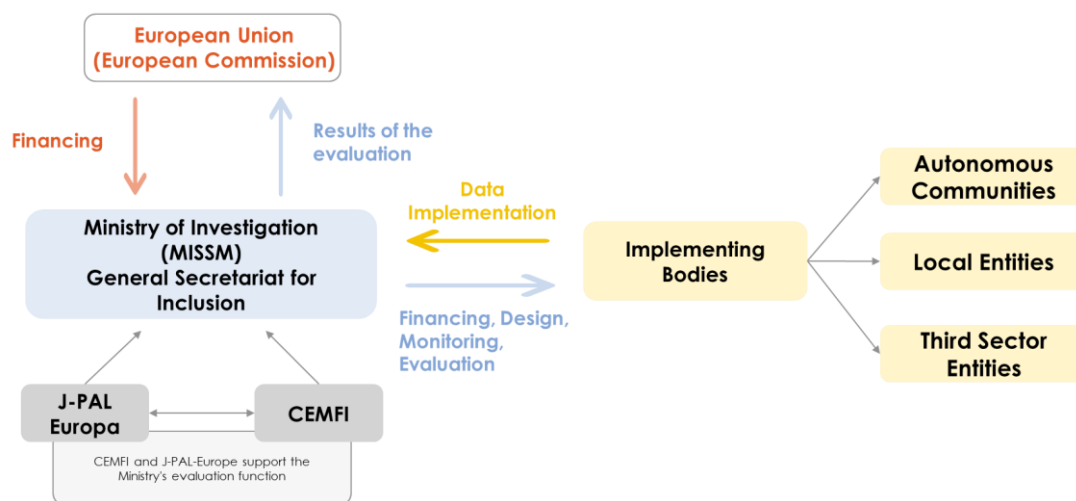 European Union
(European Commission)
Financing
Results of the
evaluation
Ministry of Investigation
(MISSM)
General Secretariat for
Inclusion
Data
Implementation
Financing, Design,
Monitoring,
Evaluation
Implementing
Bodies
Autonomous
Communities
Local Entities
Third Sector
Entities
J-PAL
Europa
CEMFI
CEMFI and J-PAL-Europe support the
Ministry's evaluation function